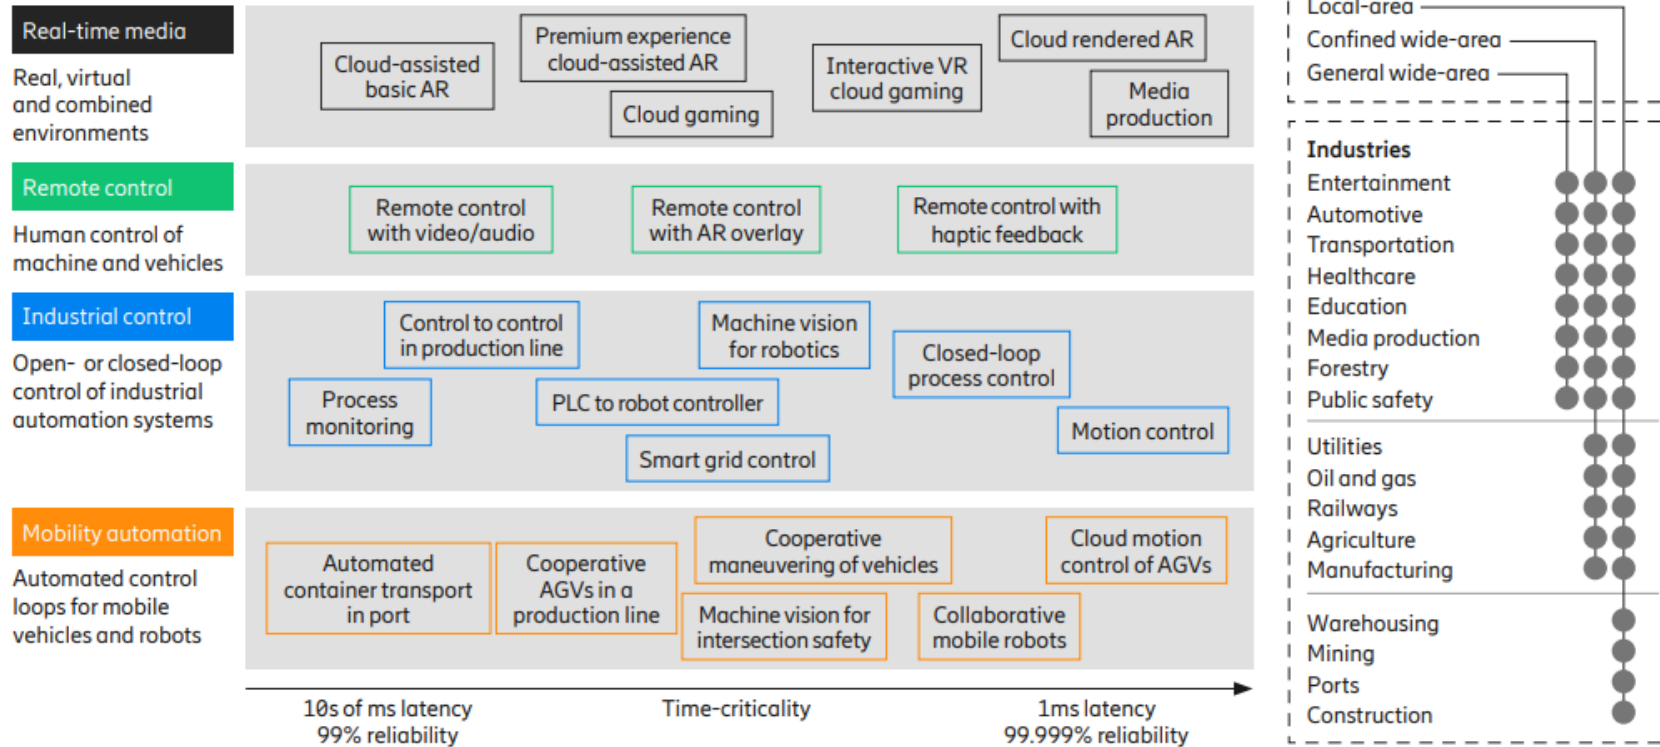 Real-time media
Real, virtual
and combined
environments
Cloud-assisted
basic AR
Premium experience
cloud-assisted AR
Cloud gaming
Interactive VR
cloud gaming
Cloud rendered AR
Media
production
Remote control
Human control of
machine and vehicles
Remote control
with video/audio
Remote control
with AR overlay
Remote control with
haptic feedback
Industrial control
Open- or closed-loop
control of industrial
automation systems
Process
monitoring
Control to control
in production line
PLC to robot controller
Smart grid control
Machine vision
for robotics
Closed-loop
process control
Motion control
Mobility automation
Automated control
loops for mobile
vehicles and robots
Automated
container transport
in port
Cooperative
AGVs in a
production line
Cooperative
maneuvering of vehicles
Machine vision for
intersection safety
Collaborative
mobile robots
Cloud motion
control of AGVs
10s of ms latency
99% reliability
Time-criticality
1ms latency
99.999% reliability
Local-area
Confined wide-area
General wide-area
Industries
Entertainment
Automotive
Transportation
Healthcare
Education
Media production
Forestry
Public safety
Utilities
Oil and gas
Railways
Agriculture
Manufacturing
Warehousing
Mining
Ports
Construction